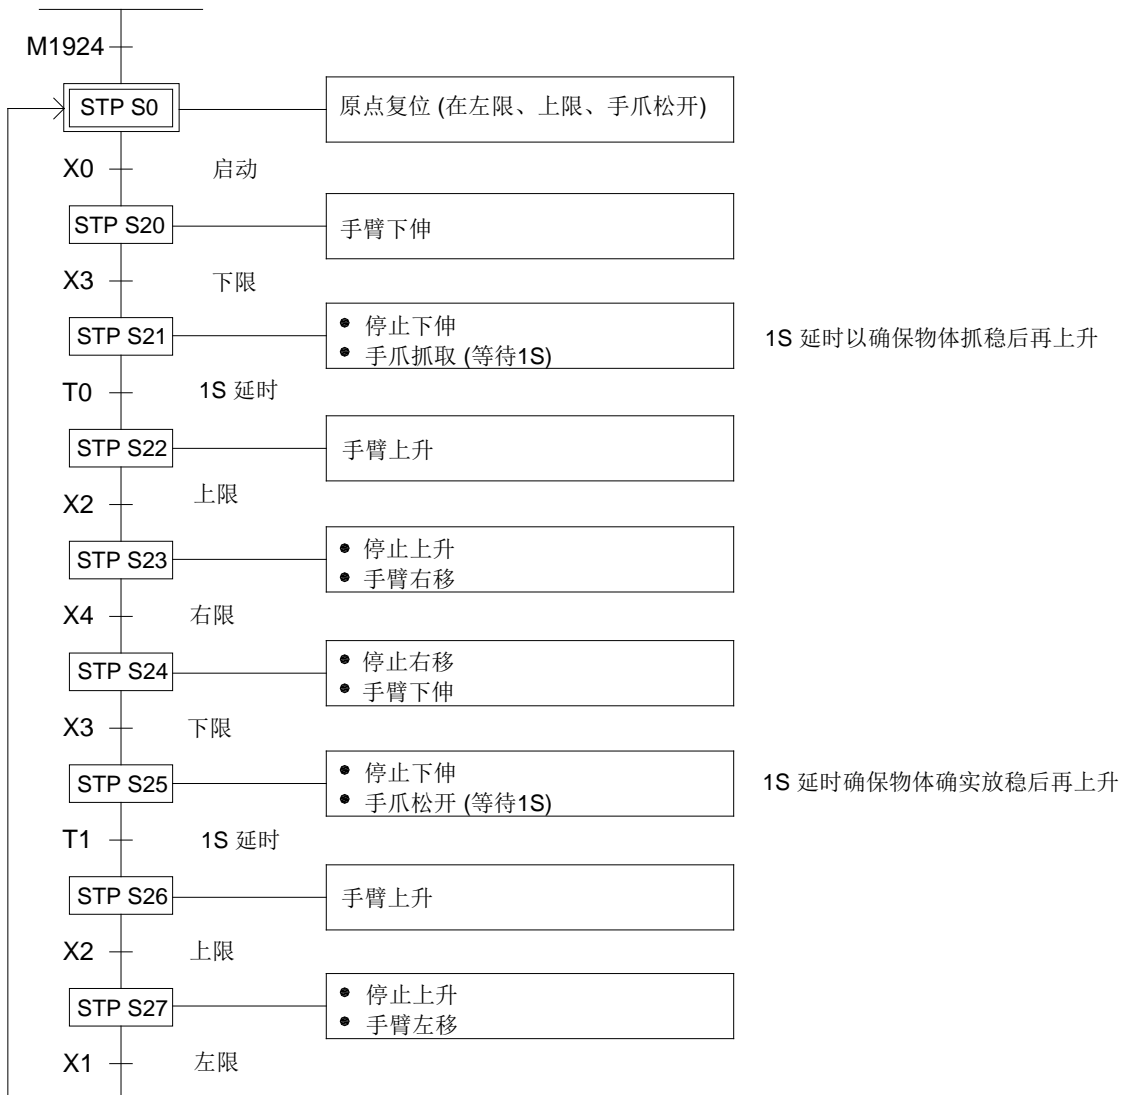 M1924
STP S0
原点复位 (在左限、上限、手爪松开)
X0 启动
STP S20
手臂下伸
X3 下限
STP S21
● 停止下伸
● 手爪抓取 (等待1S)
1S 延时以确保物体抓稳后再上升
T0 1S 延时
STP S22
手臂上升
X2 上限
STP S23
● 停止上升
● 手臂右移
X4 右限
STP S24
● 停止右移
● 手臂下伸
X3 下限
STP S25
● 停止下伸
● 手爪松开 (等待1S)
1S 延时确保物体确实放稳后再上升
T1 1S 延时
STP S26
手臂上升
X2 上限
STP S27
● 停止上升
● 手臂左移
X1 左限